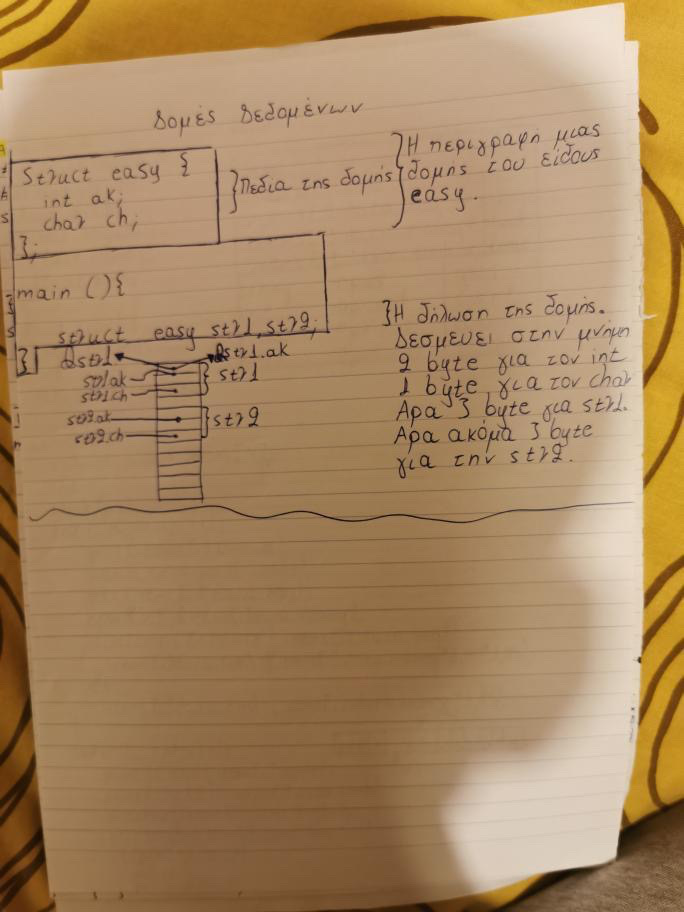 Δομές Δεδομένων
Struct easy {
int ak;
char ch;
};
}Πεδία της δομής
}Η περιγραφή μιας
δομης του είδους
easy.
main (){
struct easy str1,str2;
}
&str1
&str1.ak
str1.ak
str1.ch
}str1
str2.ak
str2.ch
}str2
}Η δήλωση της δομής.
Δεσμευει στην μνήμη
2 byte για τον int
1 byte για τον char
Αρα 3 byte για str1.
Αρα ακόμα 3 byte
για την str2.